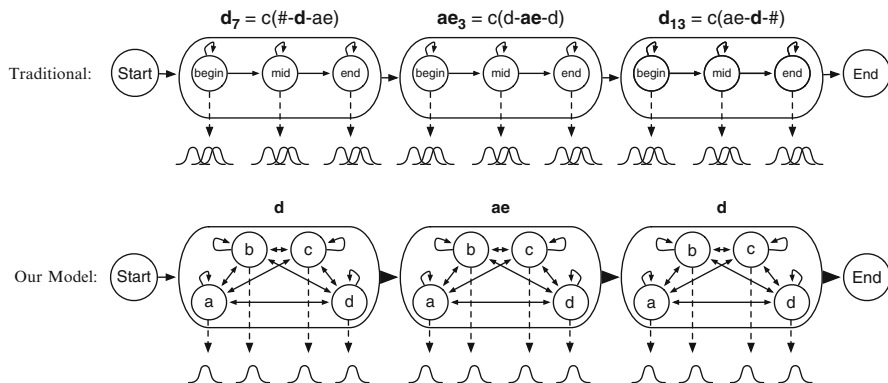 d7 = c(#-d-ae) ae3 = c(d-ae-d) d13 = c(ae-d-#)
Traditional: Start begin mid end begin mid end begin mid end End
d ae d
b c b c b c
Our Model: Start End
a d a d a d